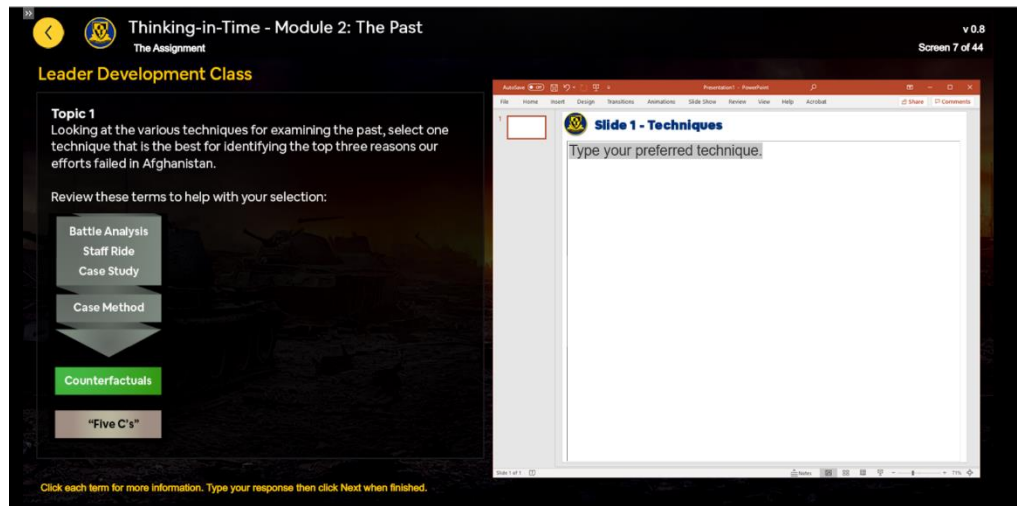 Thinking-in-Time - Module 2: The Past
v 0.8
The Assignment
Screen 7 of 44
Leader Development Class
Topic 1
Looking at the various techniques for examining the past, select one
technique that is the best for identifying the top three reasons our
efforts failed in Afghanistan.
Review these terms to help with your selection:
Battle Analysis
Staff Ride
Case Study
Case Method
Counterfactuals
"Five C's"
Click each term for more information. Type your response then click Next when finished.
AutoSave Off
Presentation1 - PowerPoint
File Home Insert Design Transitions Animations Slide Show Review View Help Acrobat
Share Comments
1
Slide 1 - Techniques
Type your preferred technique.
Slide 1 of 1
Notes
71%